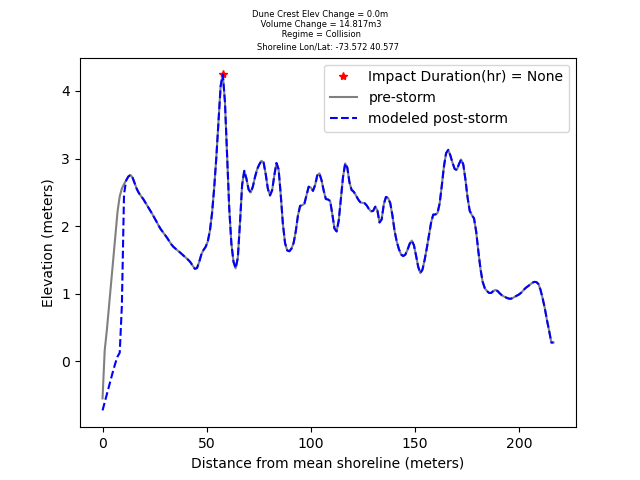 Dune Crest Elev Change = 0.0m
Volume Change = 14.817m3
Regime = Collision
Shoreline Lon/Lat: -73.572 40.577
Impact Duration(hr) = None
pre-storm
modeled post-storm
Elevation (meters)
4
3
2
1
0
0 50 100 150 200
Distance from mean shoreline (meters)